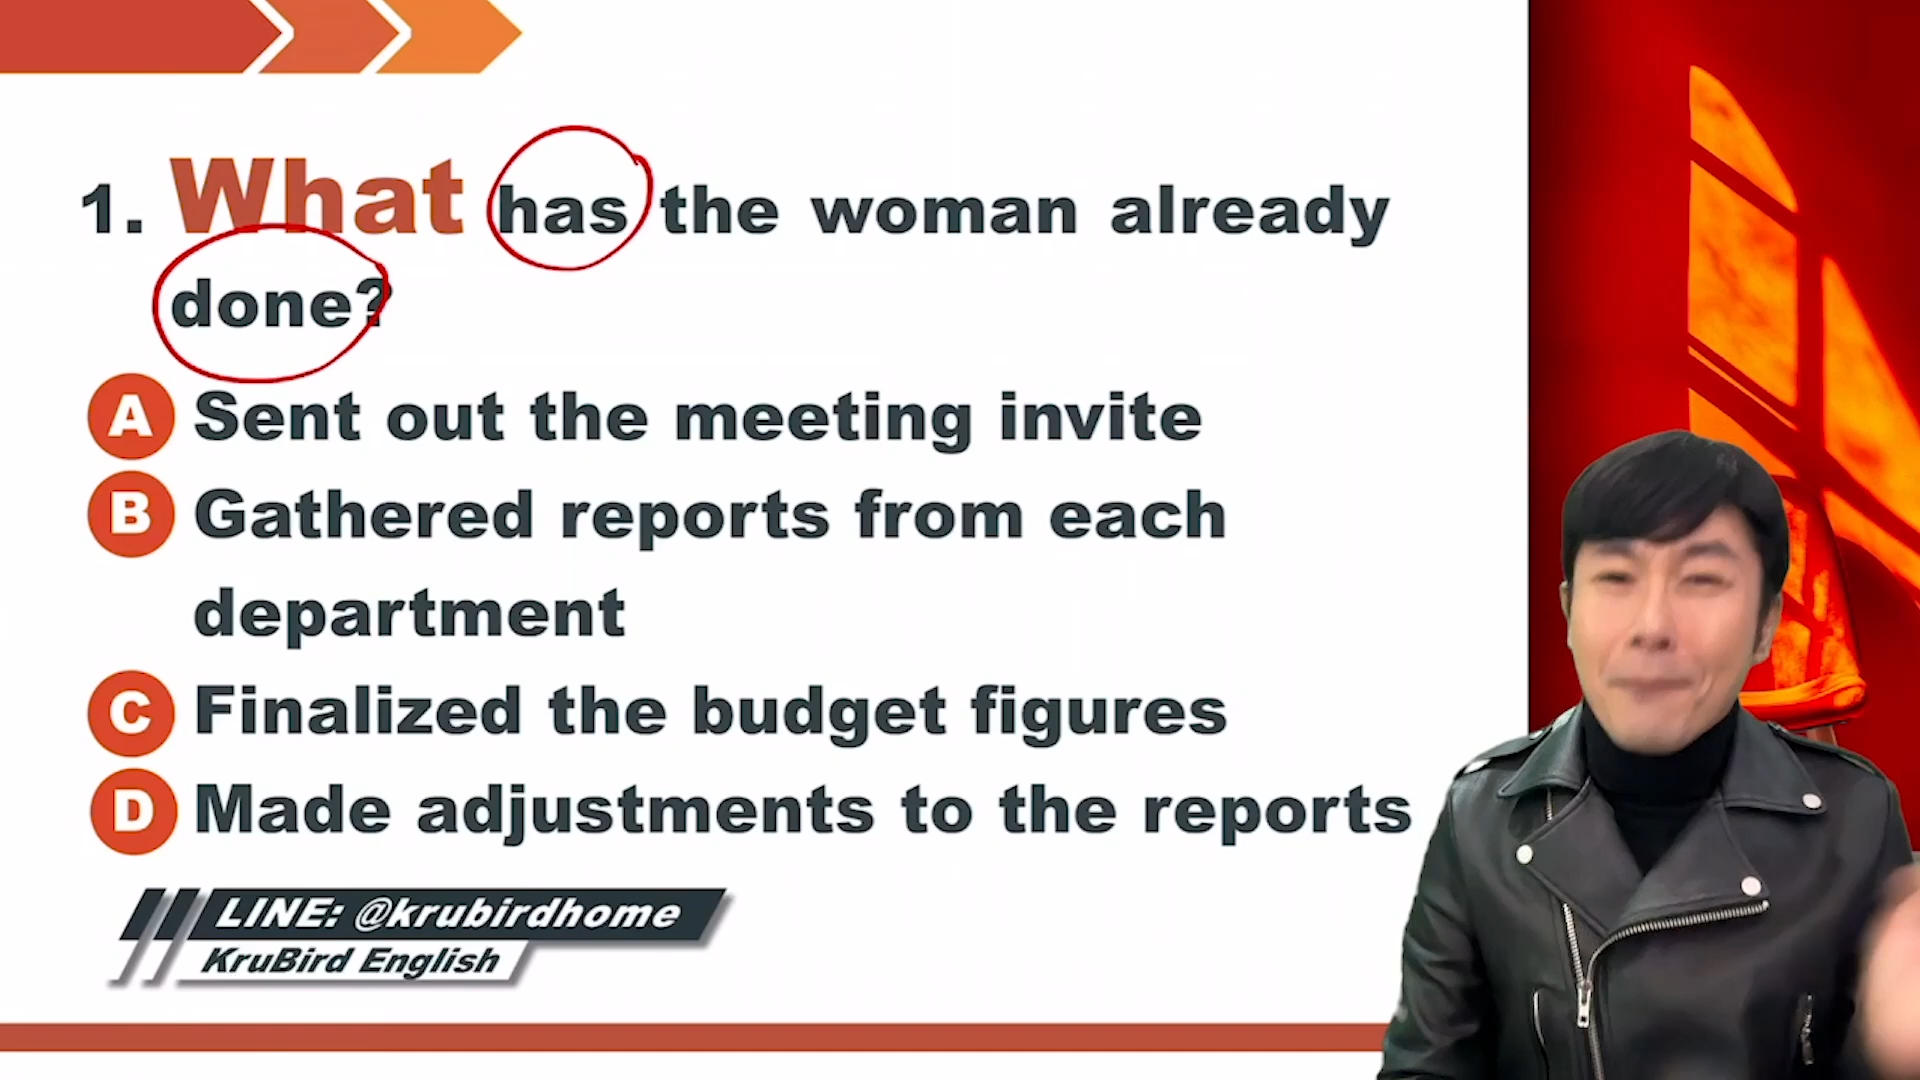 1. What has the woman already
done?
A Sent out the meeting invite
B Gathered reports from each
department
C Finalized the budget figures
D Made adjustments to the reports
LINE: @krubirdhome
KruBird English